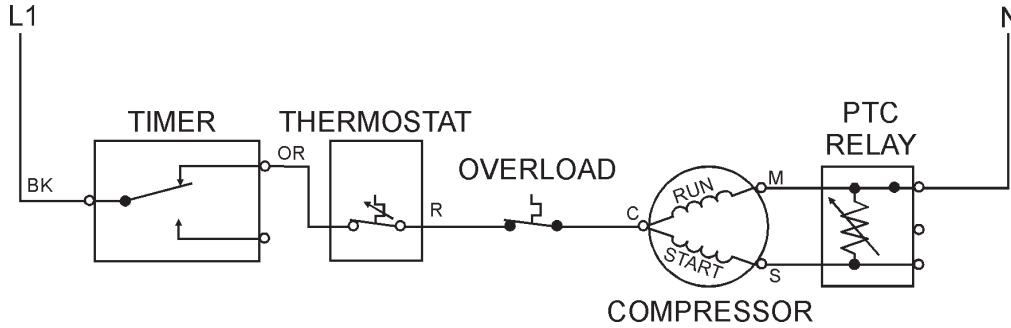 L1
N
TIMER
THERMOSTAT
PTC
RELAY
OVERLOAD
BK
OR
R
C
RUN
START
M
S
COMPRESSOR